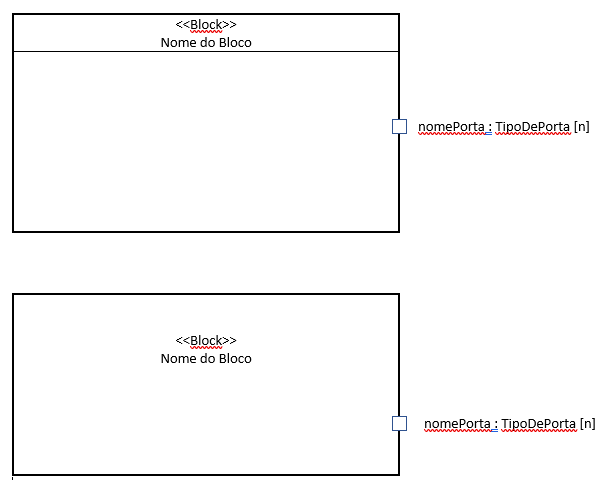 <<Block>>
Nome do Bloco
nomePorta : TipoDePorta [n]
<<Block>>
Nome do Bloco
nomePorta : TipoDePorta [n]